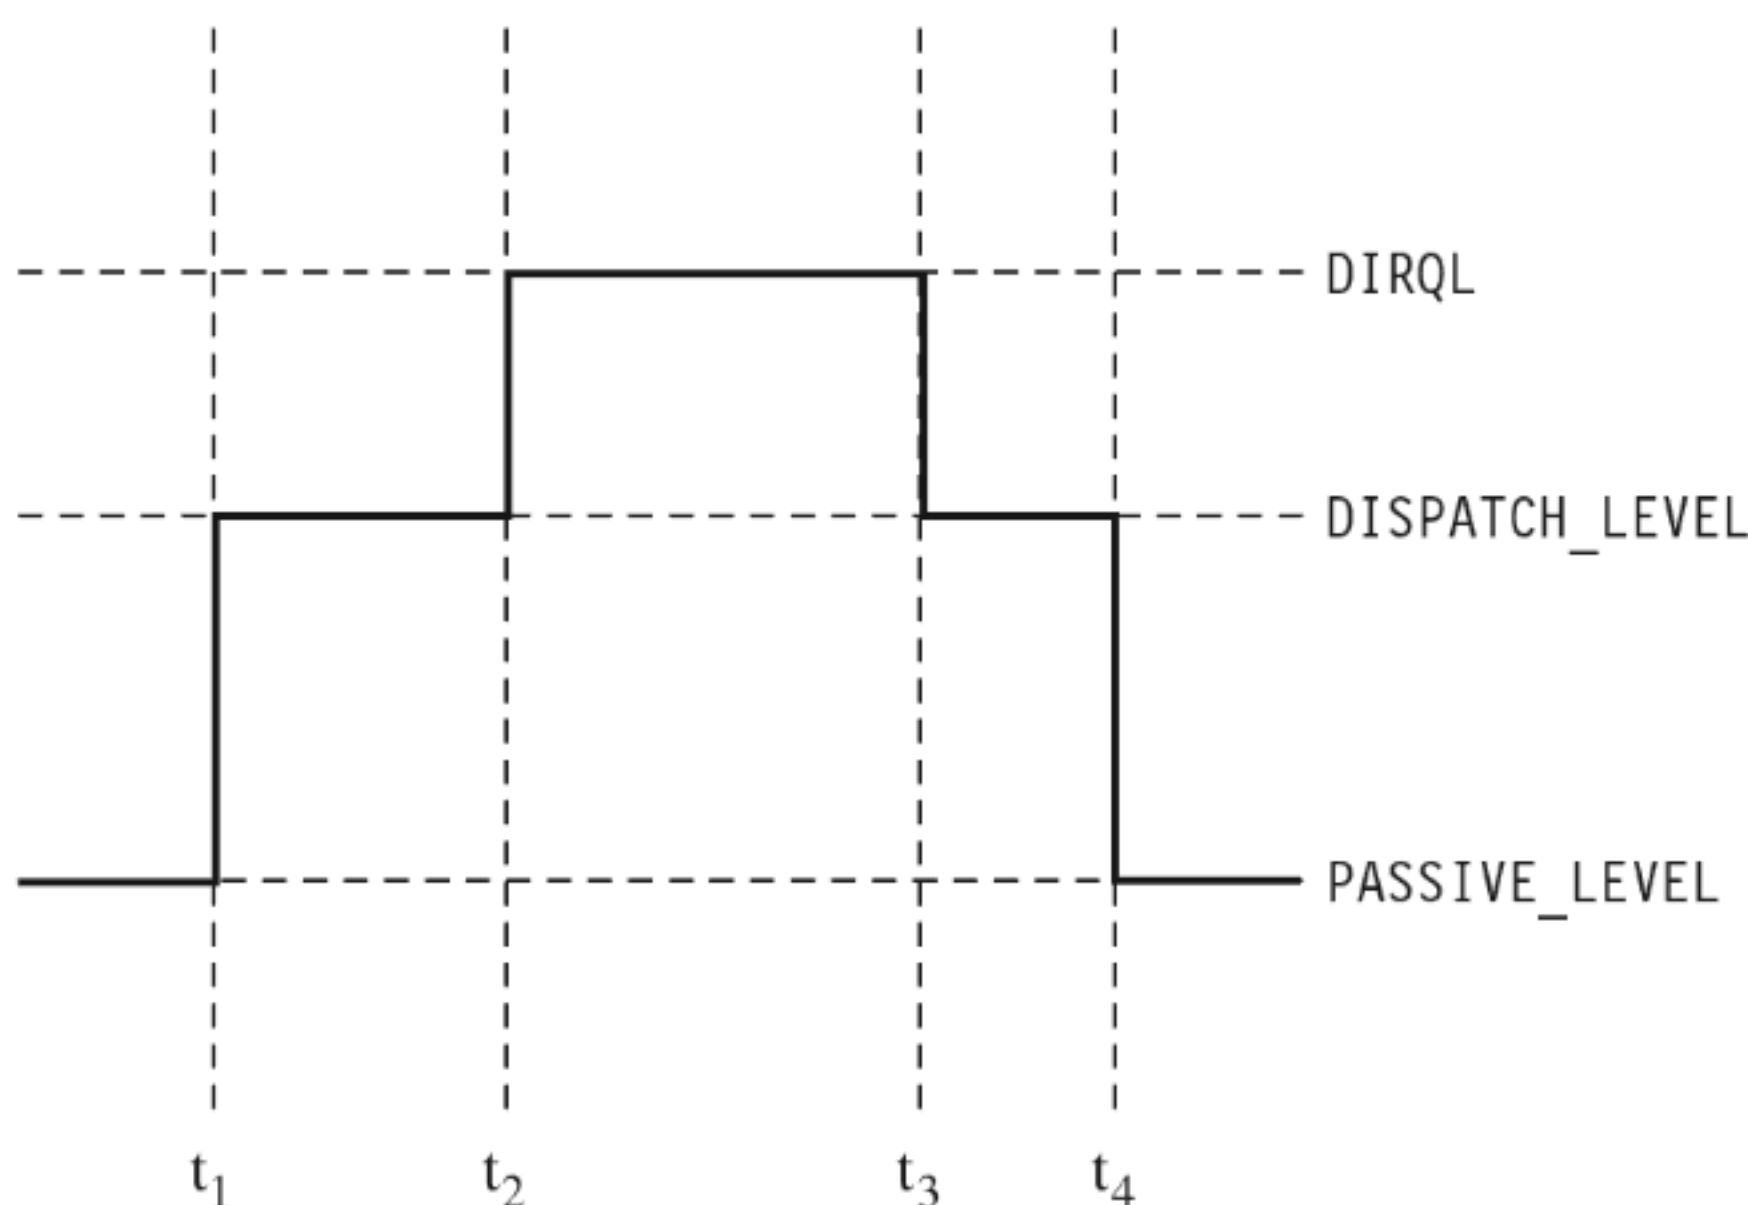 DIRQL
DISPATCH_LEVEL
PASSIVE_LEVEL
t₁ t₂ t₃ t₄